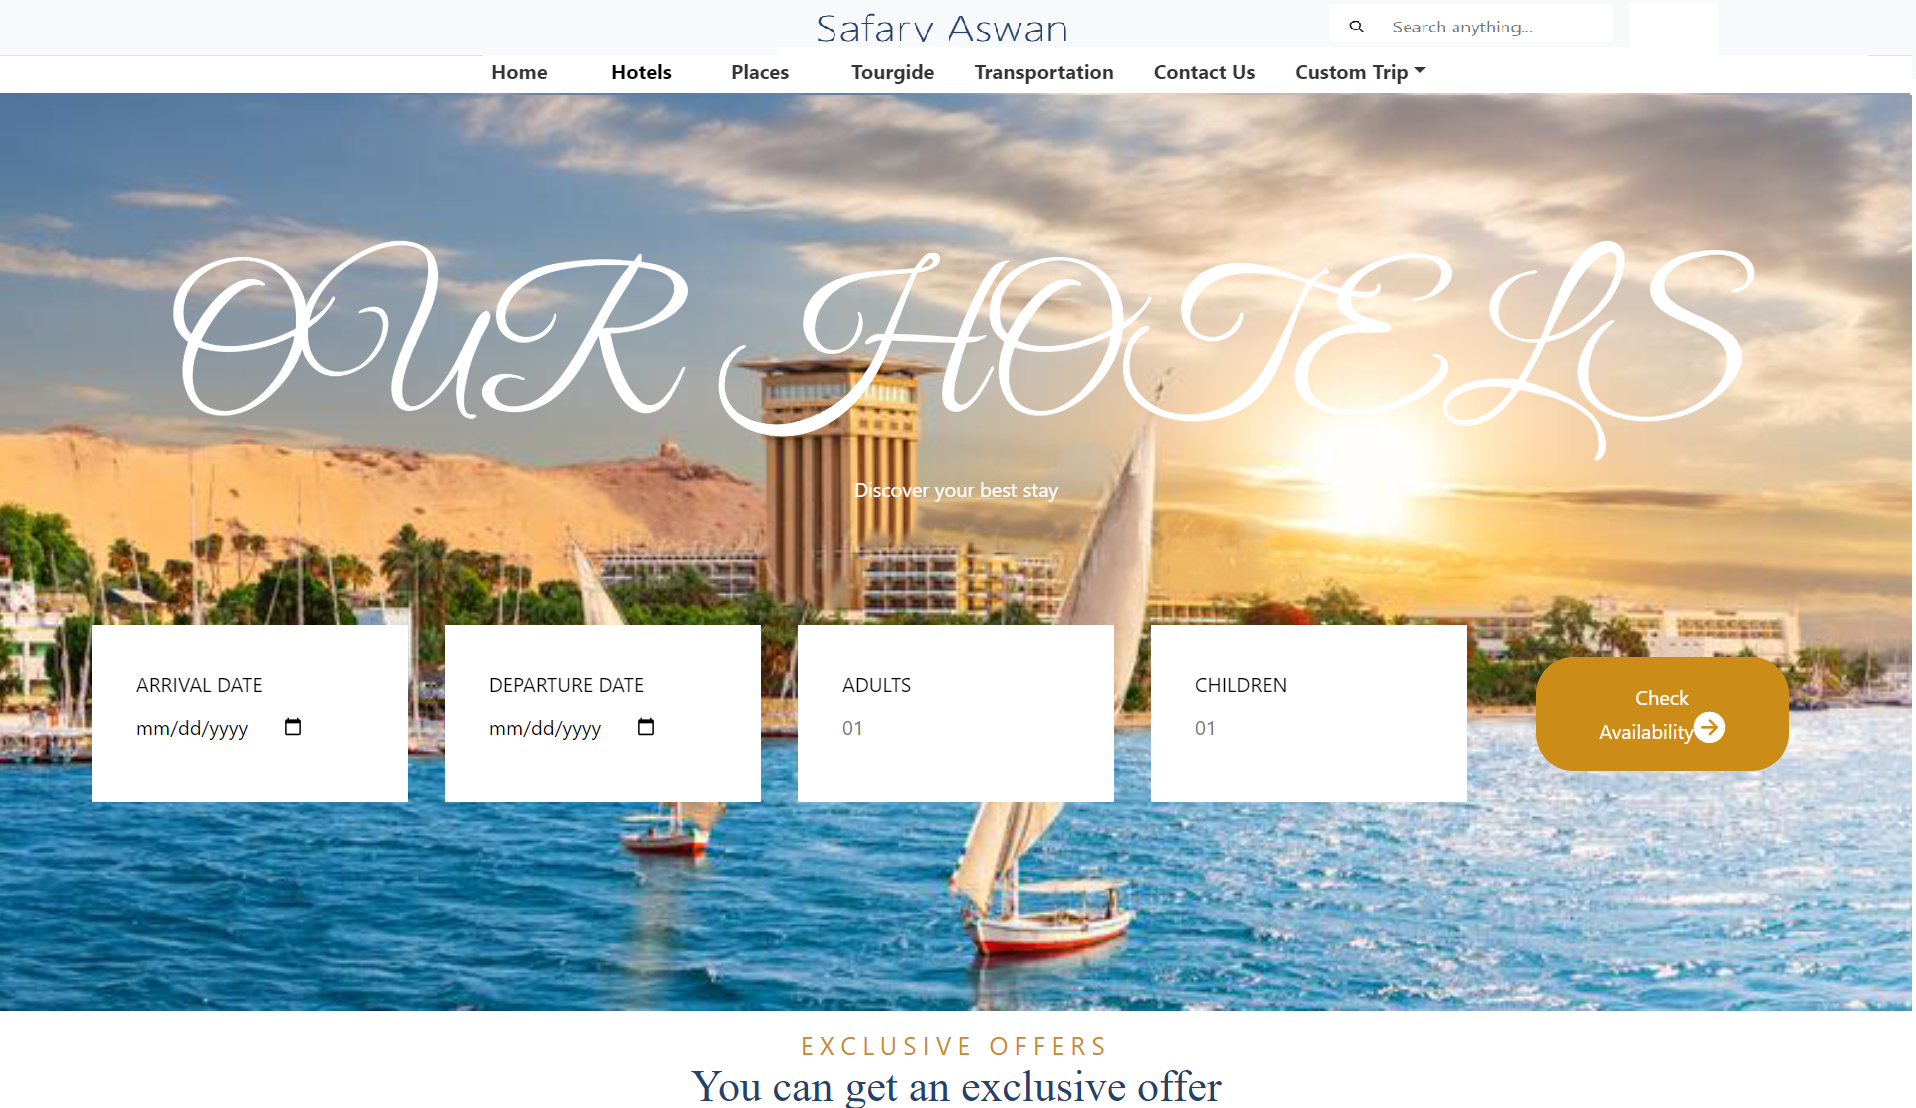 Safary Aswan
Search anything...
Home Hotels Places Tourgide Transportation Contact Us Custom Trip
OUR HOTELS
Discover your best stay
ARRIVAL DATE
mm/dd/yyyy
DEPARTURE DATE
mm/dd/yyyy
ADULTS
01
CHILDREN
01
Check
Availability
EXCLUSIVE OFFERS
You can get an exclusive offer